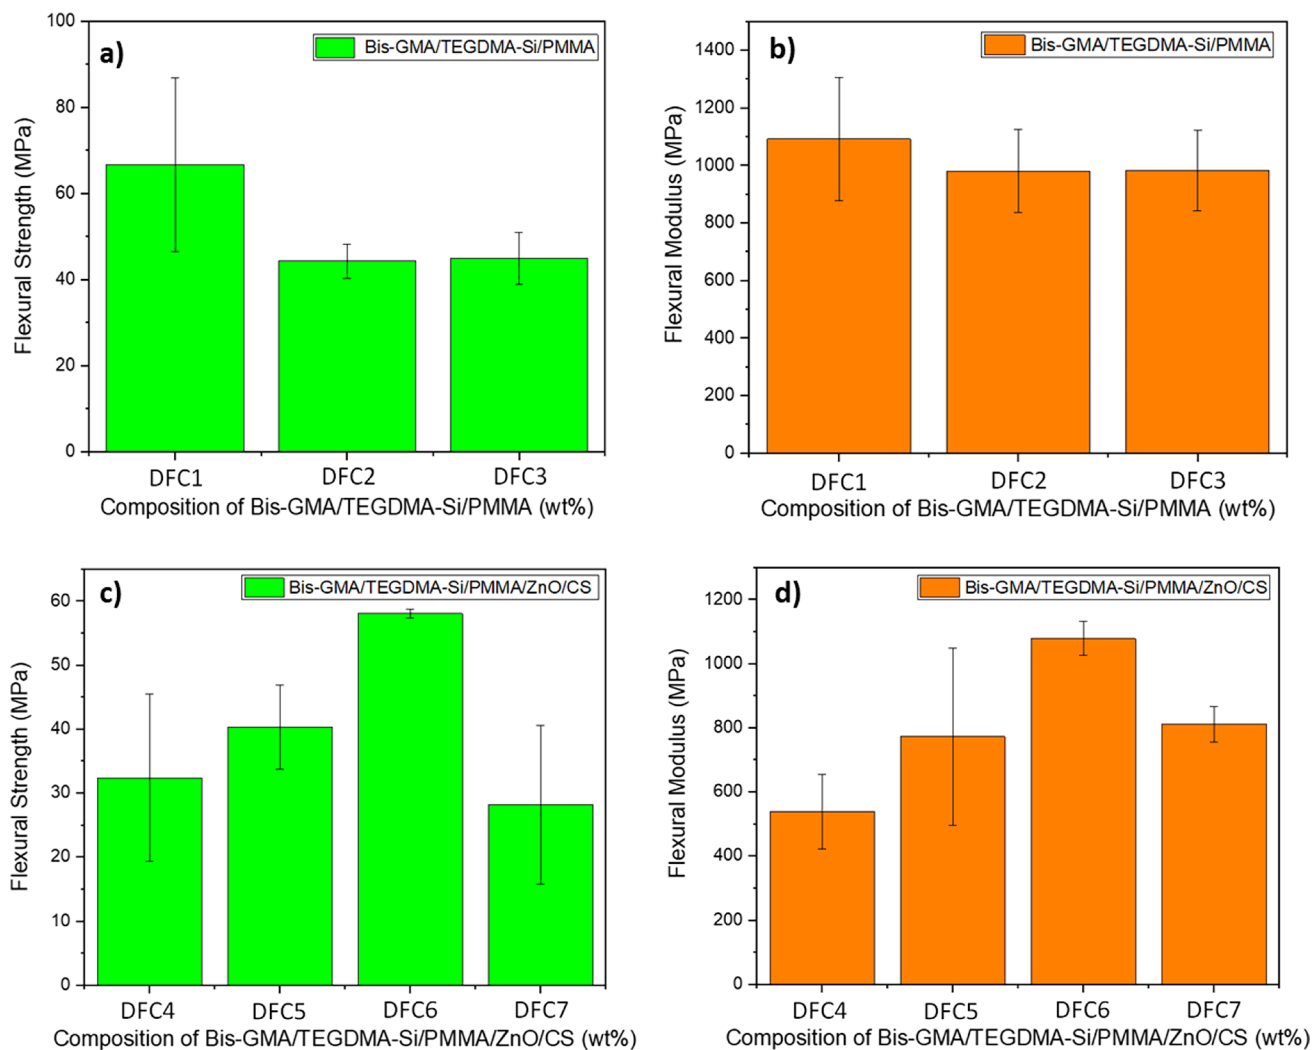 a)
Bis-GMA/TEGDMA-Si/PMMA
100
80
60
40
20
0
Flexural Strength (MPa)
DFC1 DFC2 DFC3
Composition of Bis-GMA/TEGDMA-Si/PMMA (wt%)
b)
Bis-GMA/TEGDMA-Si/PMMA
1400
1200
1000
800
600
400
200
0
Flexural Modulus (MPa)
DFC1 DFC2 DFC3
Composition of Bis-GMA/TEGDMA-Si/PMMA (wt%)
c)
Bis-GMA/TEGDMA-Si/PMMA/ZnO/CS
60
50
40
30
20
10
0
Flexural Strength (MPa)
DFC4 DFC5 DFC6 DFC7
Composition of Bis-GMA/TEGDMA-Si/PMMA/ZnO/CS (wt%)
d)
Bis-GMA/TEGDMA-Si/PMMA/ZnO/CS
1200
1000
800
600
400
200
0
Flexural Modulus (MPa)
DFC4 DFC5 DFC6 DFC7
Composition of Bis-GMA/TEGDMA-Si/PMMA/ZnO/CS (wt%)